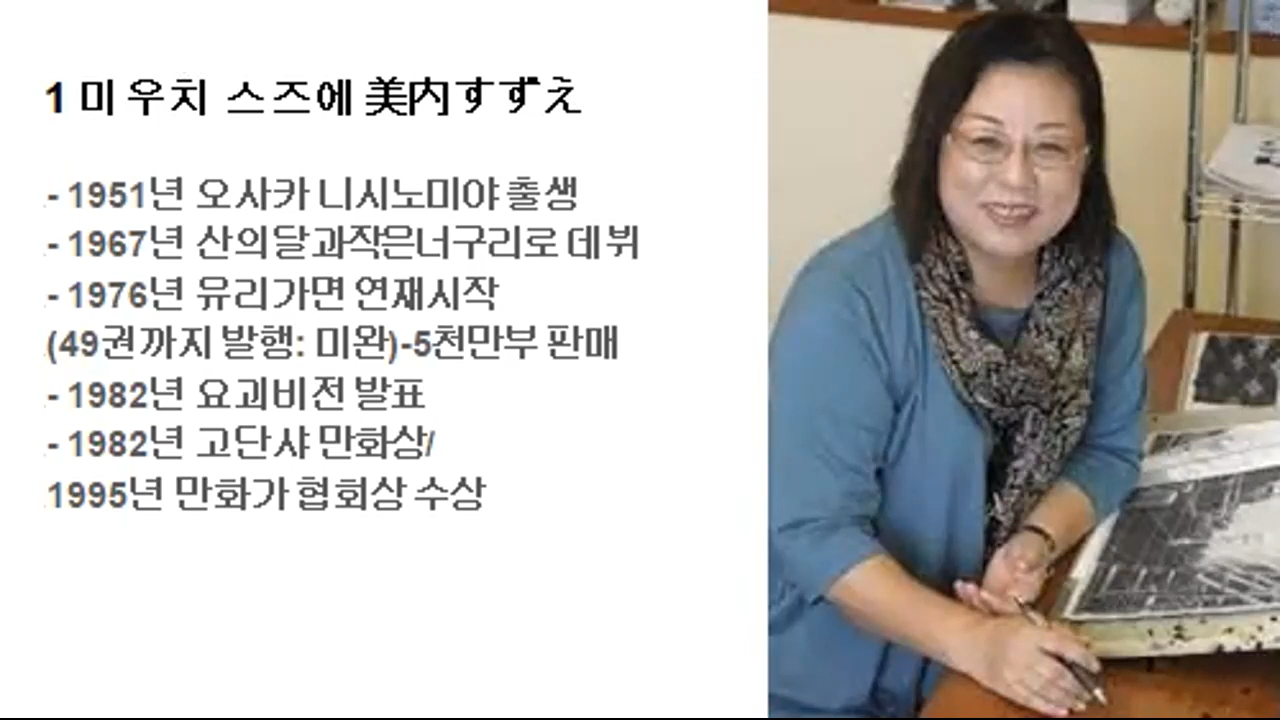 1 미우치 스즈에 美内すずえ
- 1951년 오사카 니시노미야 출생
- 1967년 산의달과작은너구리로 데뷔
- 1976년 유리가면 연재시작
(49권까지 발행: 미완)-5천만부 판매
- 1982년 요괴비전 발표
- 1982년 고단샤 만화상/
1995년 만화가 협회상 수상